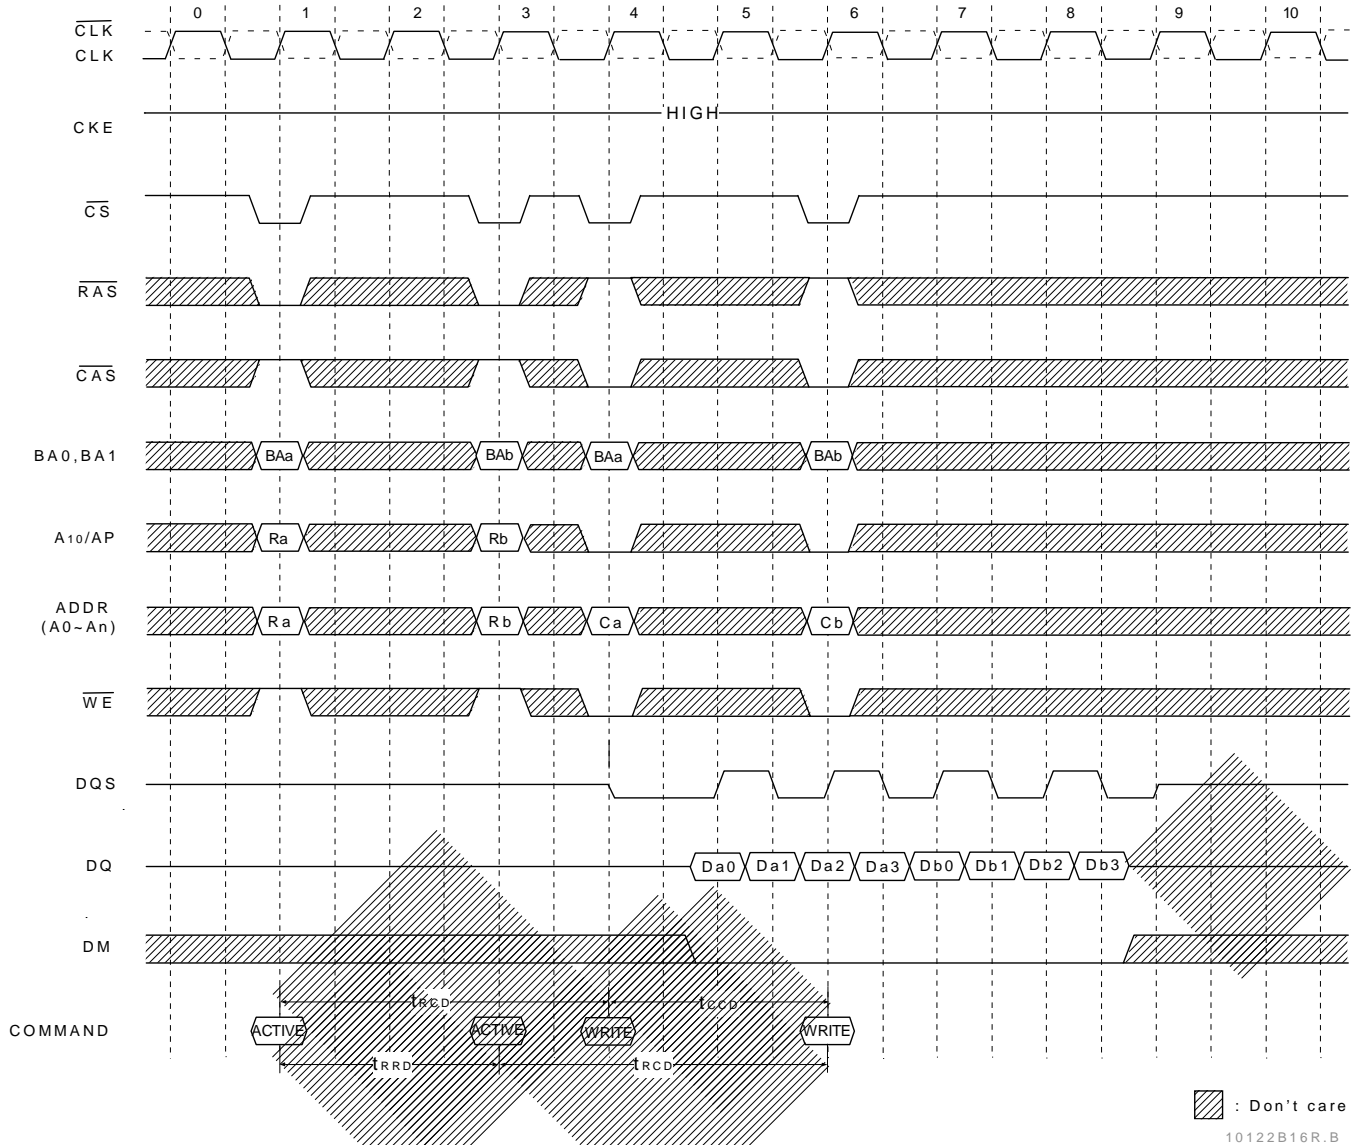 0 1 2 3 4 5 6 7 8 9 10
CLK
CLK
HIGH
CKE
CS
RAS
CAS
BA0,BA1 BAa BAb BAa BAb
A10/AP Ra Rb
ADDR
(A0~An) Ra Rb Ca Cb
WE
DQS
DQ Da0 Da1 Da2 Da3 Db0 Db1 Db2 Db3
DM
tRCD tCCD
COMMAND ACTIVE ACTIVE WRITE WRITE
tRRD tRCD
: Don't care
10122B16R.B